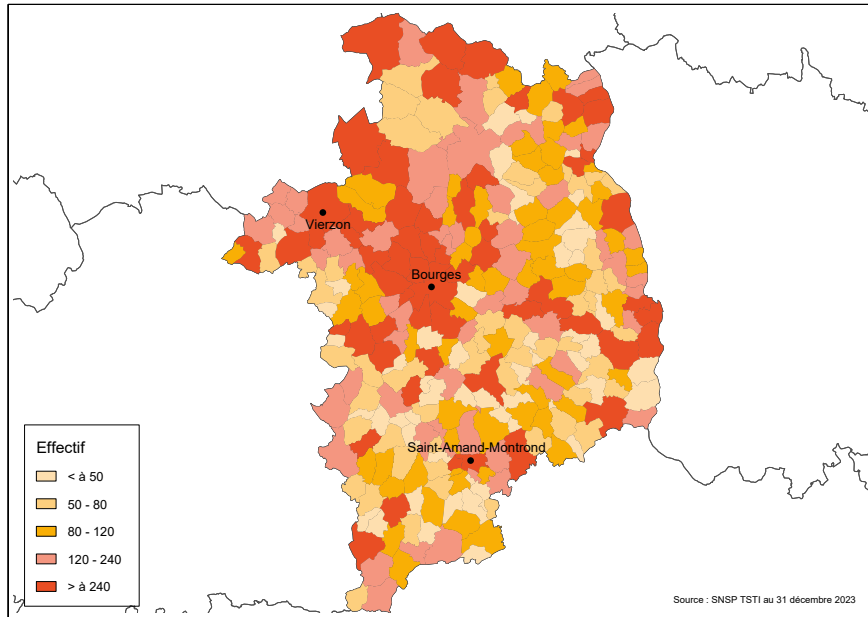 Vierzon
Bourges
Saint-Amand-Montrond
Effectif
< à 50
50 - 80
80 - 120
120 - 240
> à 240
Source : SNSP TSTI au 31 décembre 2023